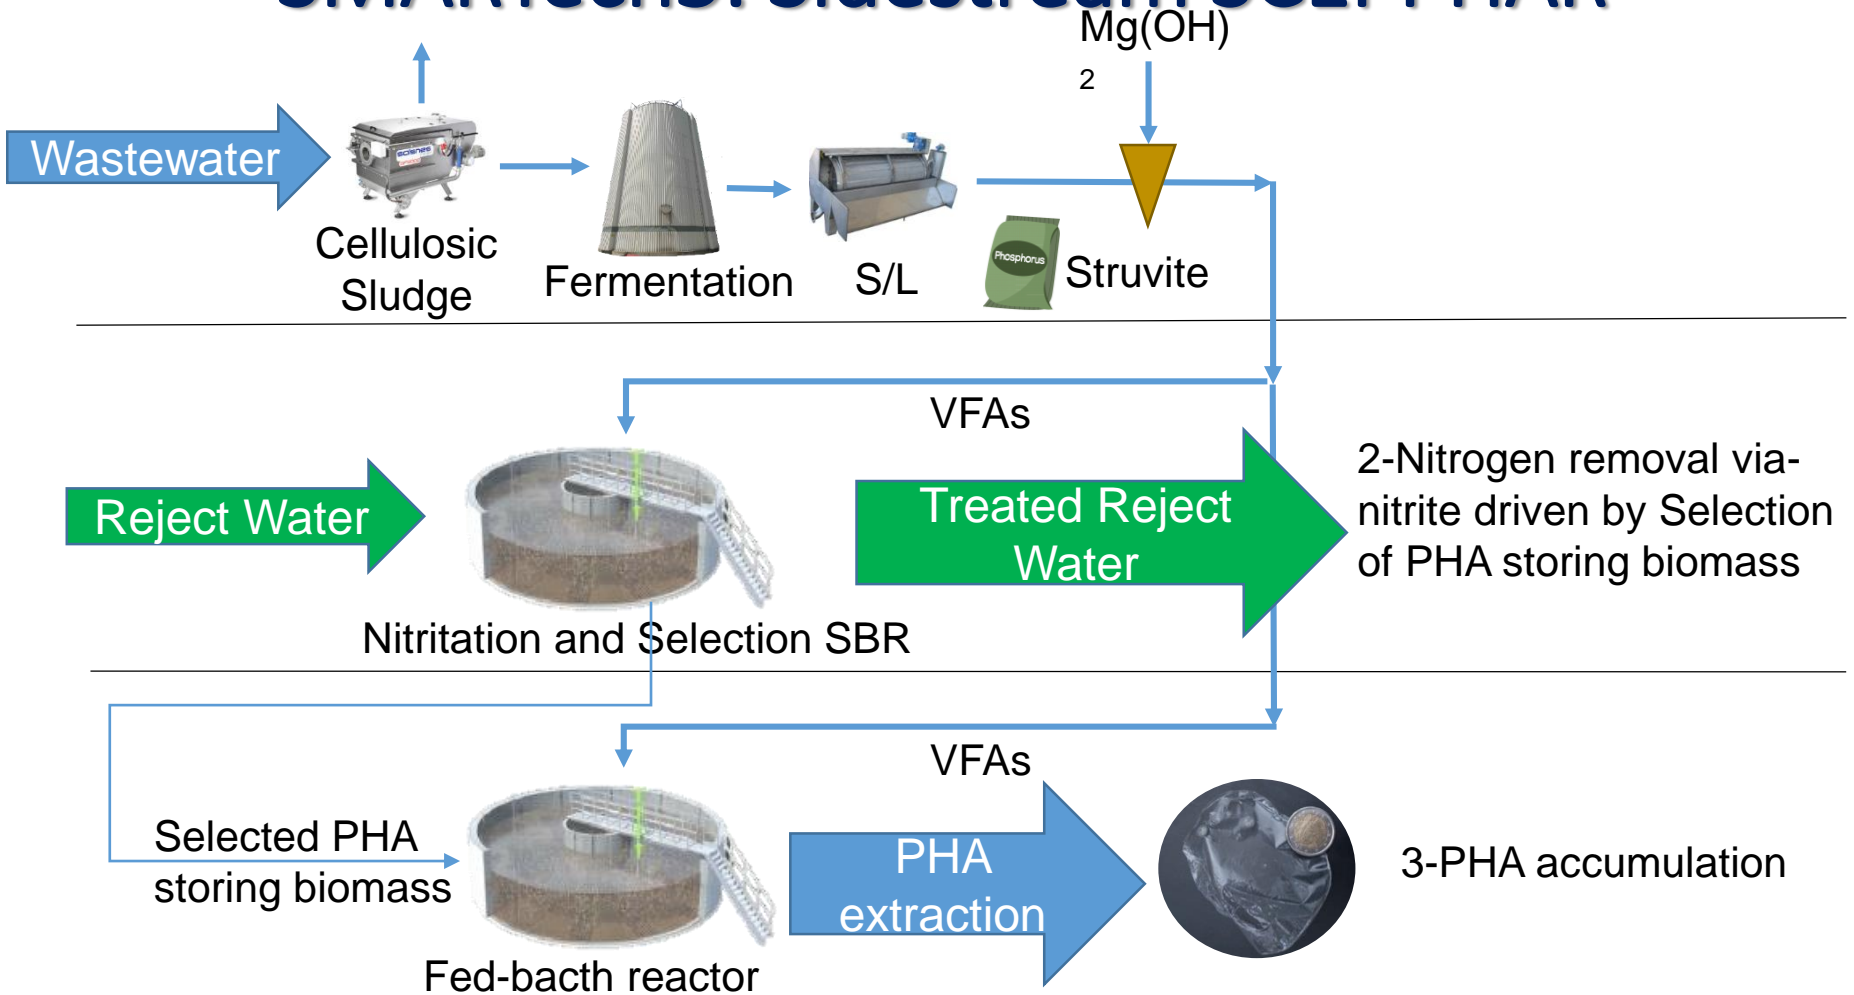 Mg(OH)
2
Wastewater
Cellulosic
Sludge
Fermentation
S/L
Phosphorus
Struvite
VFAs
Reject Water
Treated Reject
Water
2-Nitrogen removal via-
nitrite driven by Selection
of PHA storing biomass
Nitritation and Selection SBR
VFAs
Selected PHA
storing biomass
PHA
extraction
3-PHA accumulation
Fed-bacth reactor